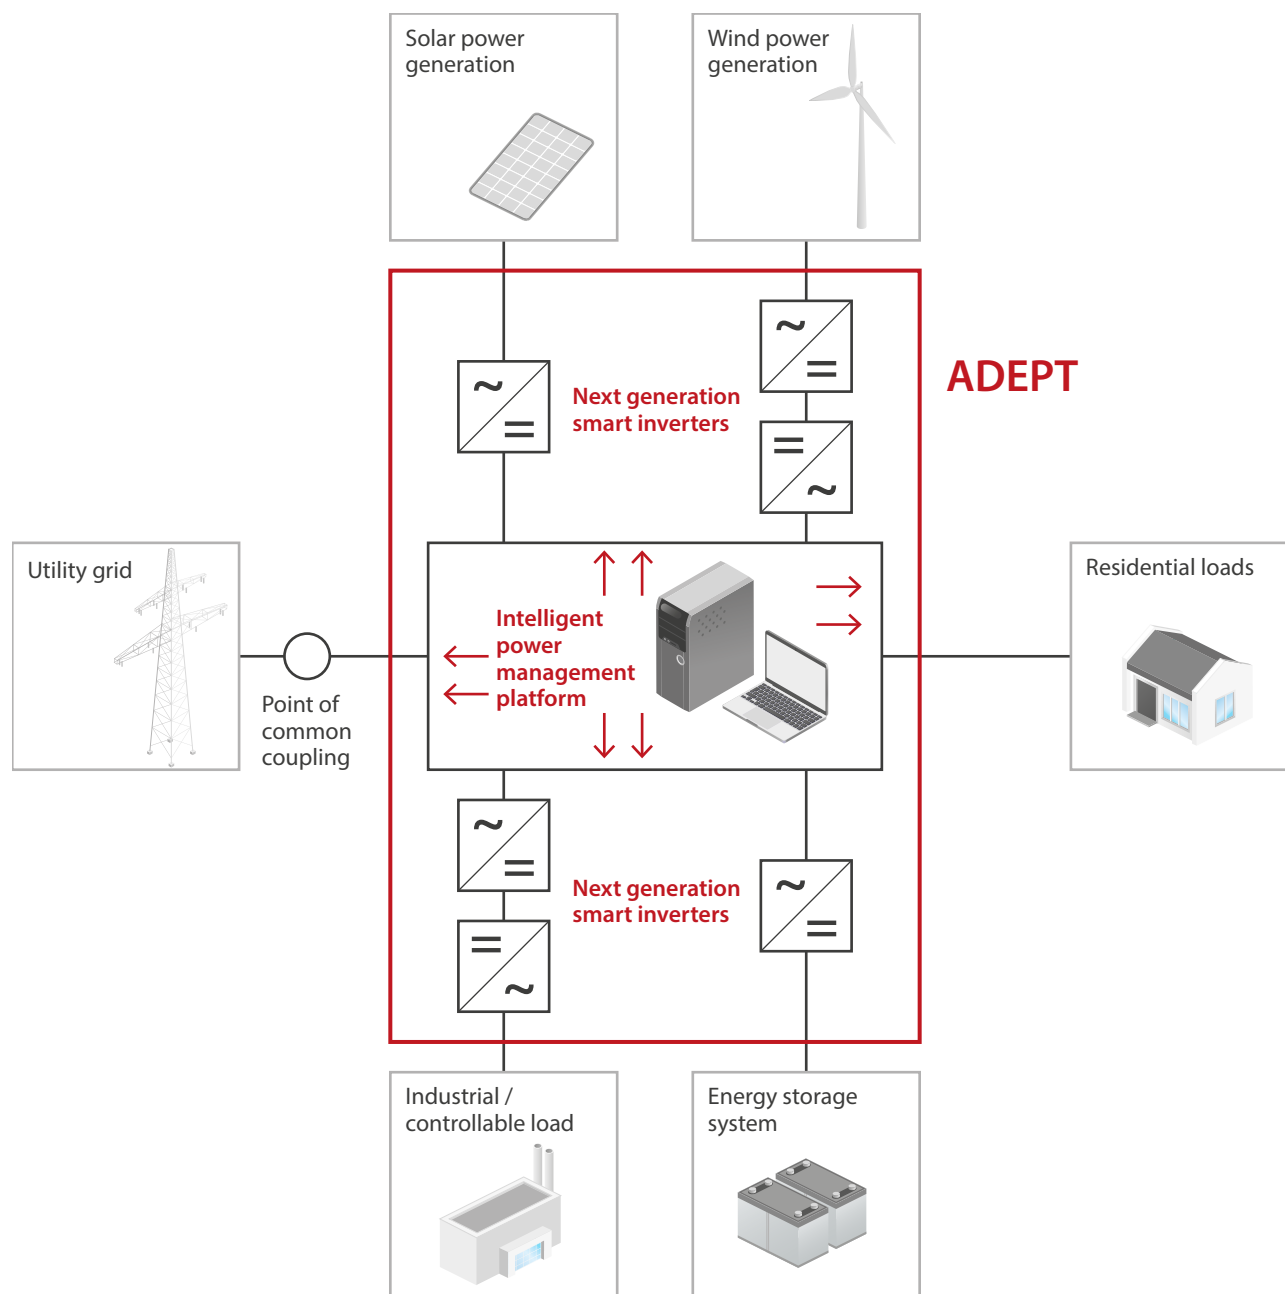 Solar power
generation
Wind power
generation
ADEPT
Next generation
smart inverters
Utility grid
Point of
common
coupling
Intelligent
power
management
platform
Residential loads
Next generation
smart inverters
Industrial /
controllable load
Energy storage
system